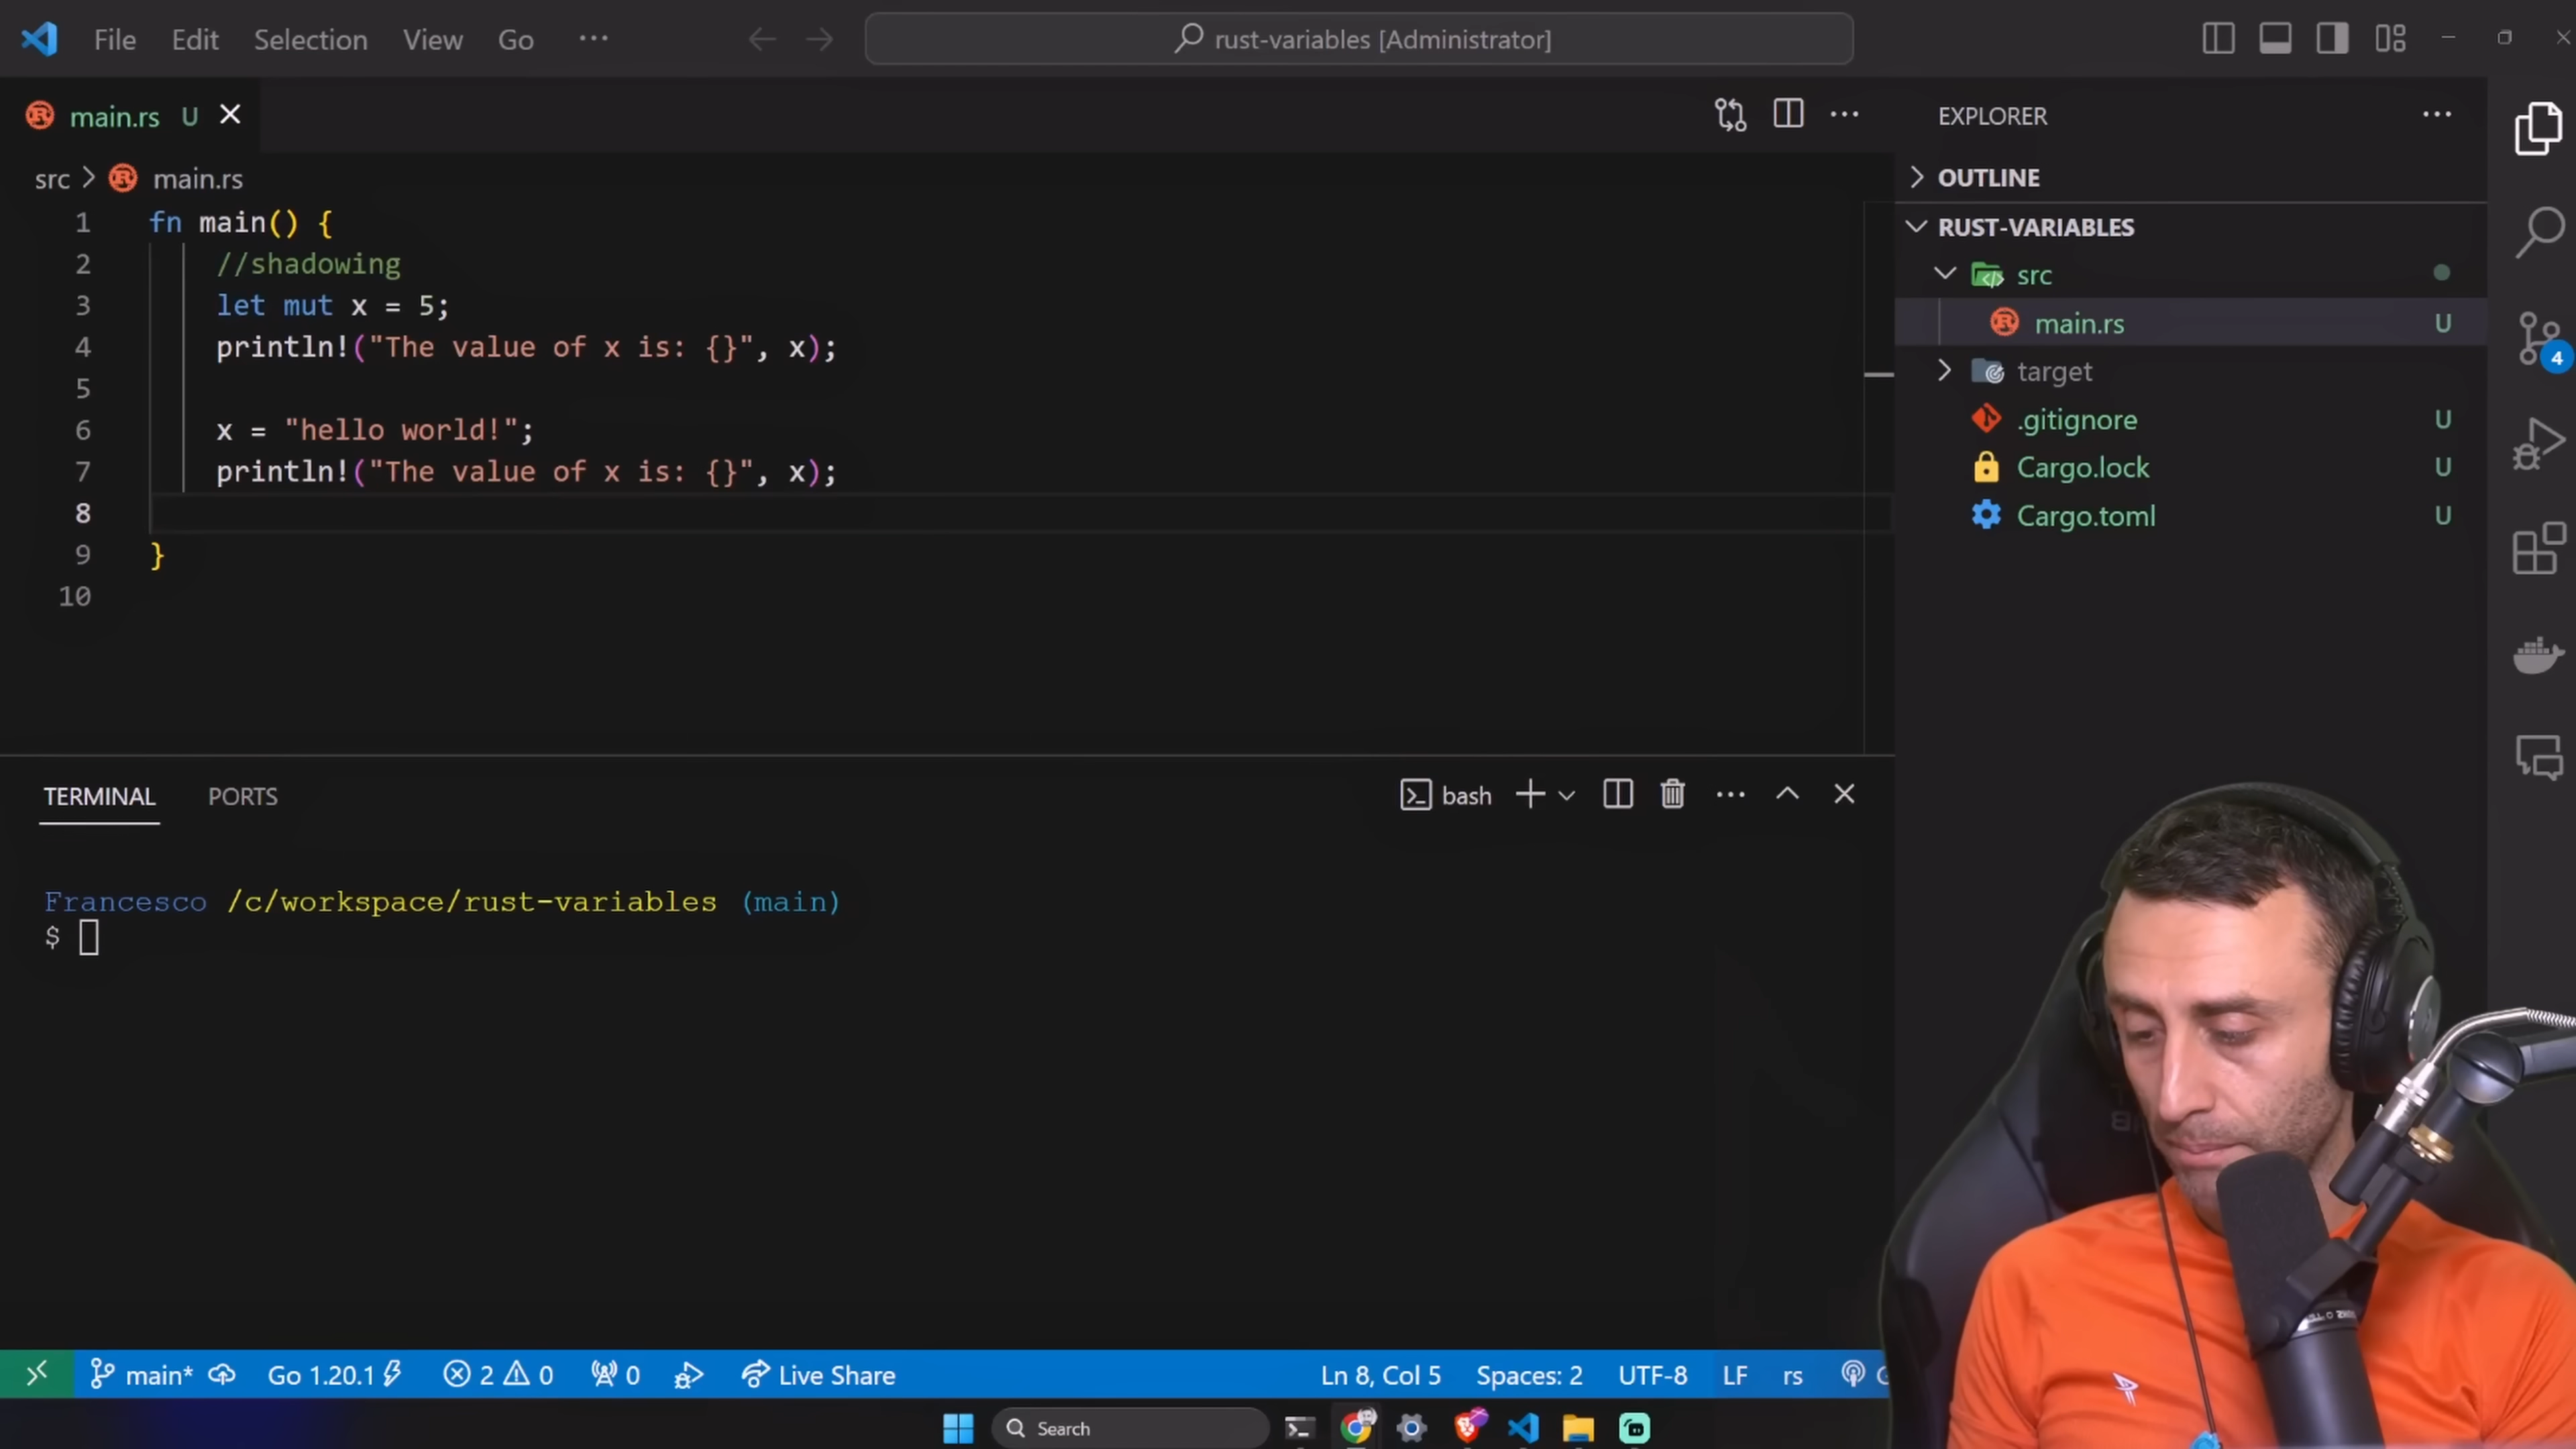 File Edit Selection View Go ··· rust-variables [Administrator]
main.rs U
EXPLORER
src > main.rs
OUTLINE
RUST-VARIABLES
src
main.rs U
target
.gitignore U
Cargo.lock U
Cargo.toml U
4
1 fn main() {
2 //shadowing
3 let mut x = 5;
4 println!("The value of x is: {}", x);
5
6 x = "hello world!";
7 println!("The value of x is: {}", x);
8
9 }
10
TERMINAL PORTS bash
Francesco /c/workspace/rust-variables (main)
$
main* Go 1.20.1 2 0 0 Live Share Ln 8, Col 5 Spaces: 2 UTF-8 LF rs
Search